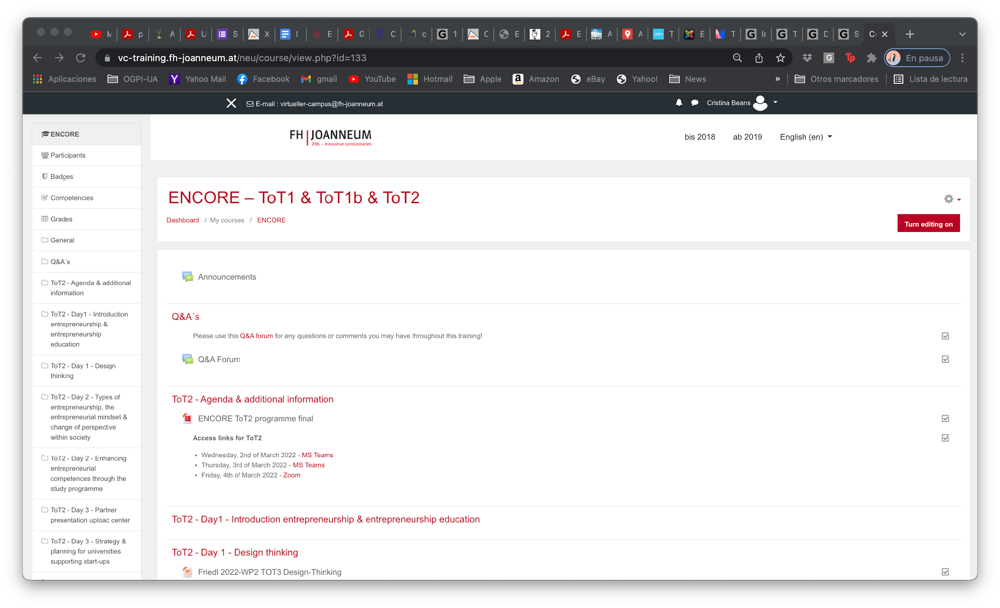 M p A U S X I E G C c G 1 C E 2 E A A T E T G Ir G T G D G S C
vc-training.fh-joanneum.at/neu/course/view.php?id=133
G Tp En pausa
Aplicaciones OGPI-UA Yahoo Mail Facebook gmail YouTube Hotmail Apple Amazon eBay Yahoo! News » Otros marcadores Lista de lectura
E-mail : virtueller-campus@fh-joanneum.at Cristina Beans
FH JOANNEUM
ZML – Innovative Lernszenarien
bis 2018 ab 2019 English (en)
ENCORE
Participants
Badges
Competencies
Grades
General
Q&A´s
ToT2 - Agenda & additional
information
ToT2 - Day1 - Introduction
entrepreneurship &
entrepreneurship
education
ToT2 - Day 1 - Design
thinking
ToT2 - Day 2 - Types of
entrepreneurship, the
entrepreneurial mindset &
change of perspective
within society
ToT2 - Day 2 - Enhancing
entrepreneurial
competences through the
study programme
ToT2 - Day 3 - Partner
presentation upload center
ToT2 - Day 3 - Strategy &
planning for universities
supporting start-ups
ENCORE – ToT1 & ToT1b & ToT2
Dashboard / My courses / ENCORE
Turn editing on
Announcements
Q&A´s
Please use this Q&A forum for any questions or comments you may have throughout this training!
Q&A Forum
ToT2 - Agenda & additional information
ENCORE ToT2 programme final
Access links for ToT2
• Wednesday, 2nd of March 2022 - MS Teams
• Thursday, 3rd of March 2022 - MS Teams
• Friday, 4th of March 2022 - Zoom
ToT2 - Day1 - Introduction entrepreneurship & entrepreneurship education
ToT2 - Day 1 - Design thinking
Friedl 2022-WP2 TOT3 Design-Thinking